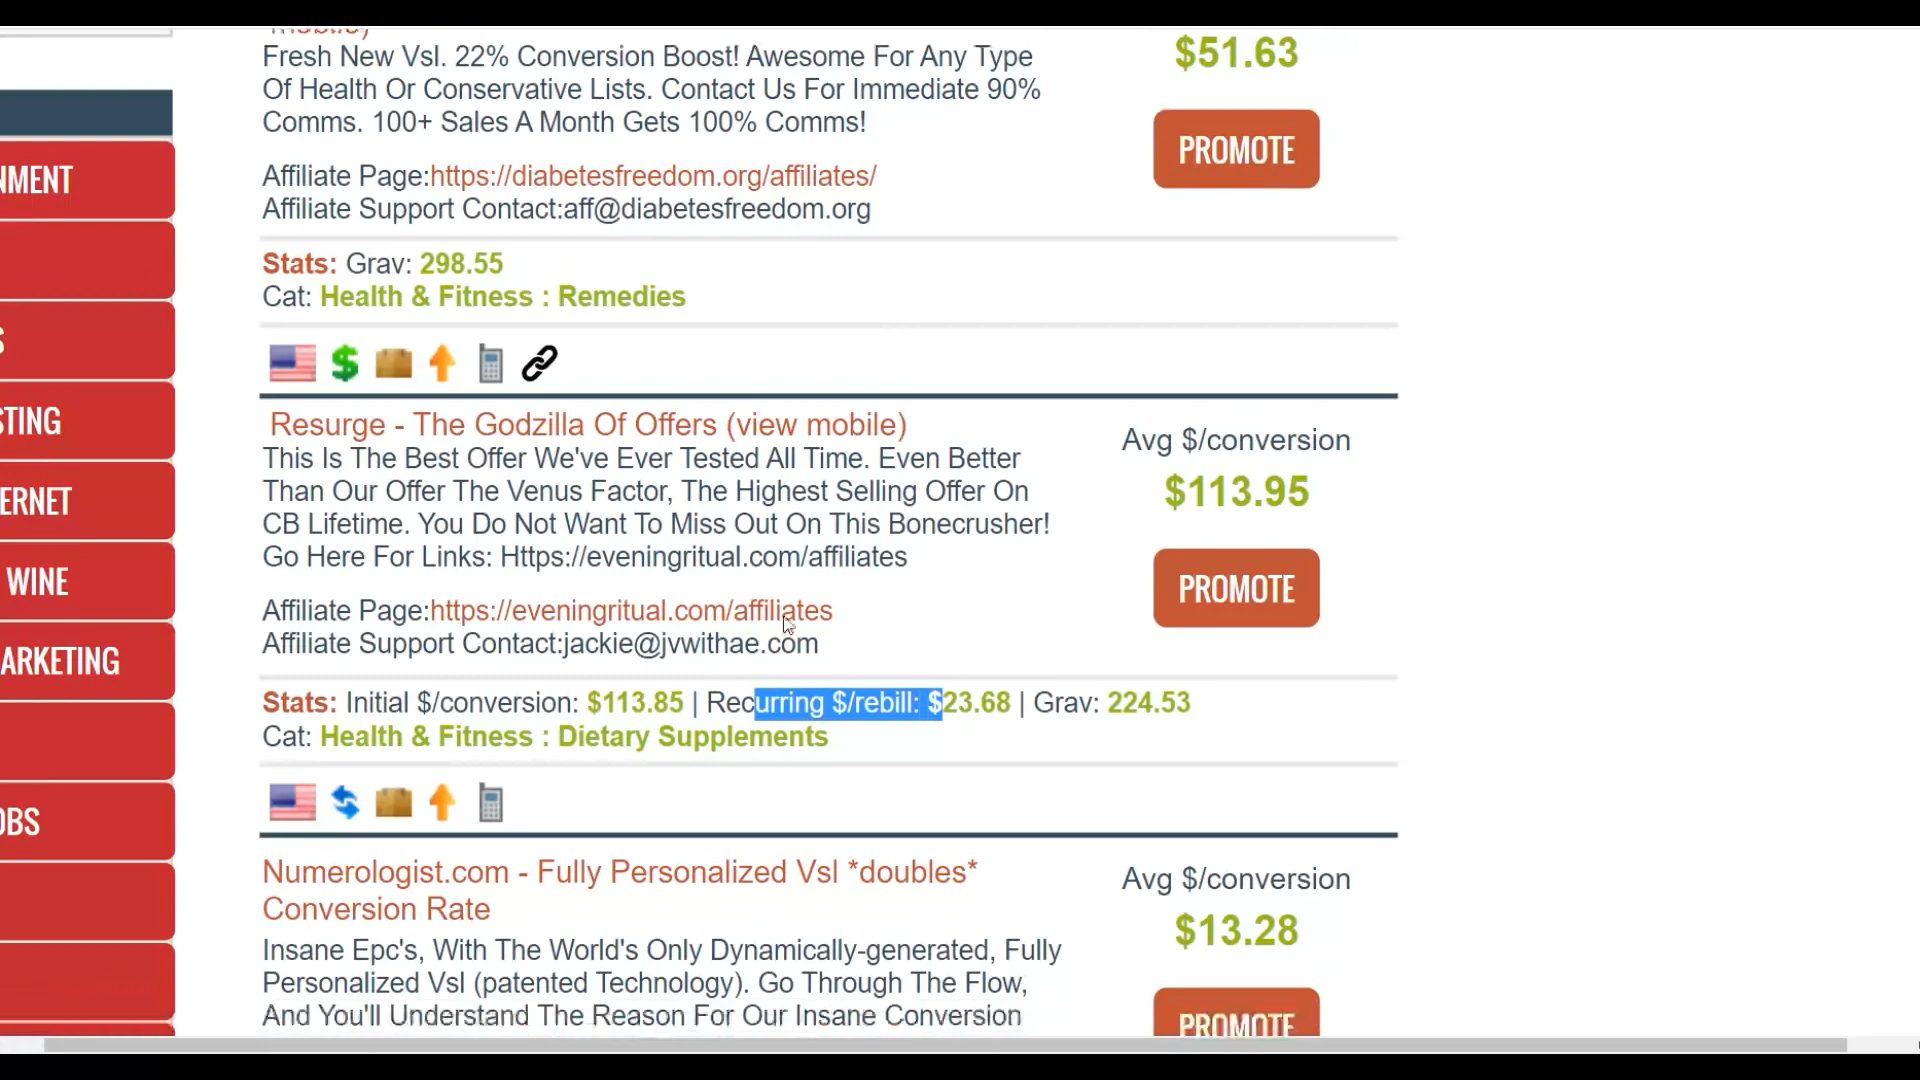 Fresh New Vsl. 22% Conversion Boost! Awesome For Any Type
Of Health Or Conservative Lists. Contact Us For Immediate 90%
Comms. 100+ Sales A Month Gets 100% Comms!
$51.63
PROMOTE
Affiliate Page:https://diabetesfreedom.org/affiliates/
Affiliate Support Contact:aff@diabetesfreedom.org
Stats: Grav: 298.55
Cat: Health & Fitness : Remedies
Resurge - The Godzilla Of Offers (view mobile)
This Is The Best Offer We've Ever Tested All Time. Even Better
Than Our Offer The Venus Factor, The Highest Selling Offer On
CB Lifetime. You Do Not Want To Miss Out On This Bonecrusher!
Go Here For Links: Https://eveningritual.com/affiliates
Avg $/conversion
$113.95
PROMOTE
Affiliate Page:https://eveningritual.com/affiliates
Affiliate Support Contact:jackie@jvwithae.com
Stats: Initial $/conversion: $113.85 | Recurring $/rebill: $23.68 | Grav: 224.53
Cat: Health & Fitness : Dietary Supplements
Numerologist.com - Fully Personalized Vsl *doubles*
Conversion Rate
Insane Epc's, With The World's Only Dynamically-generated, Fully
Personalized Vsl (patented Technology). Go Through The Flow,
And You'll Understand The Reason For Our Insane Conversion
Avg $/conversion
$13.28
PROMOTE
NMENT
S
STING
ERNET
WINE
ARKETING
OBS